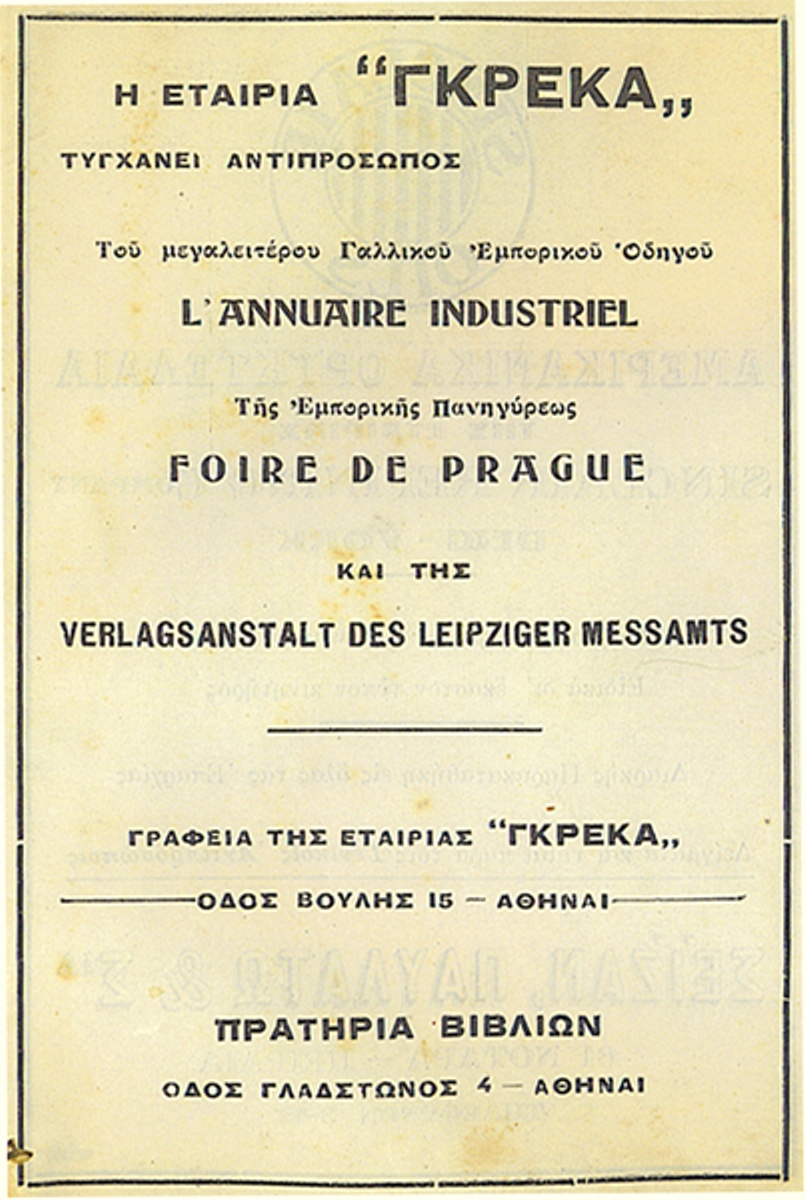 Η ΕΤΑΙΡΙΑ “ΓΚΡΕΚΑ„
ΤΥΓΧΑΝΕΙ ΑΝΤΙΠΡΟΣΩΠΟΣ
Τοῦ μεγαλειτέρου Γαλλικοῦ Ἐμπορικοῦ Ὁδηγοῦ
L'ANNUAIRE INDUSTRIEL
Τῆς Ἐμπορικῆς Πανηγύρεως
FOIRE DE PRAGUE
ΚΑΙ ΤΗΣ
VERLAGSANSTALT DES LEIPZIGER MESSAMTS
ΓΡΑΦΕΙΑ ΤΗΣ ΕΤΑΙΡΙΑΣ “ΓΚΡΕΚΑ„
ΟΔΟΣ ΒΟΥΛΗΣ 15 — ΑΘΗΝΑΙ
ΠΡΑΤΗΡΙΑ ΒΙΒΛΙΩΝ
ΟΔΟΣ ΓΛΑΔΣΤΩΝΟΣ 4 — ΑΘΗΝΑΙ